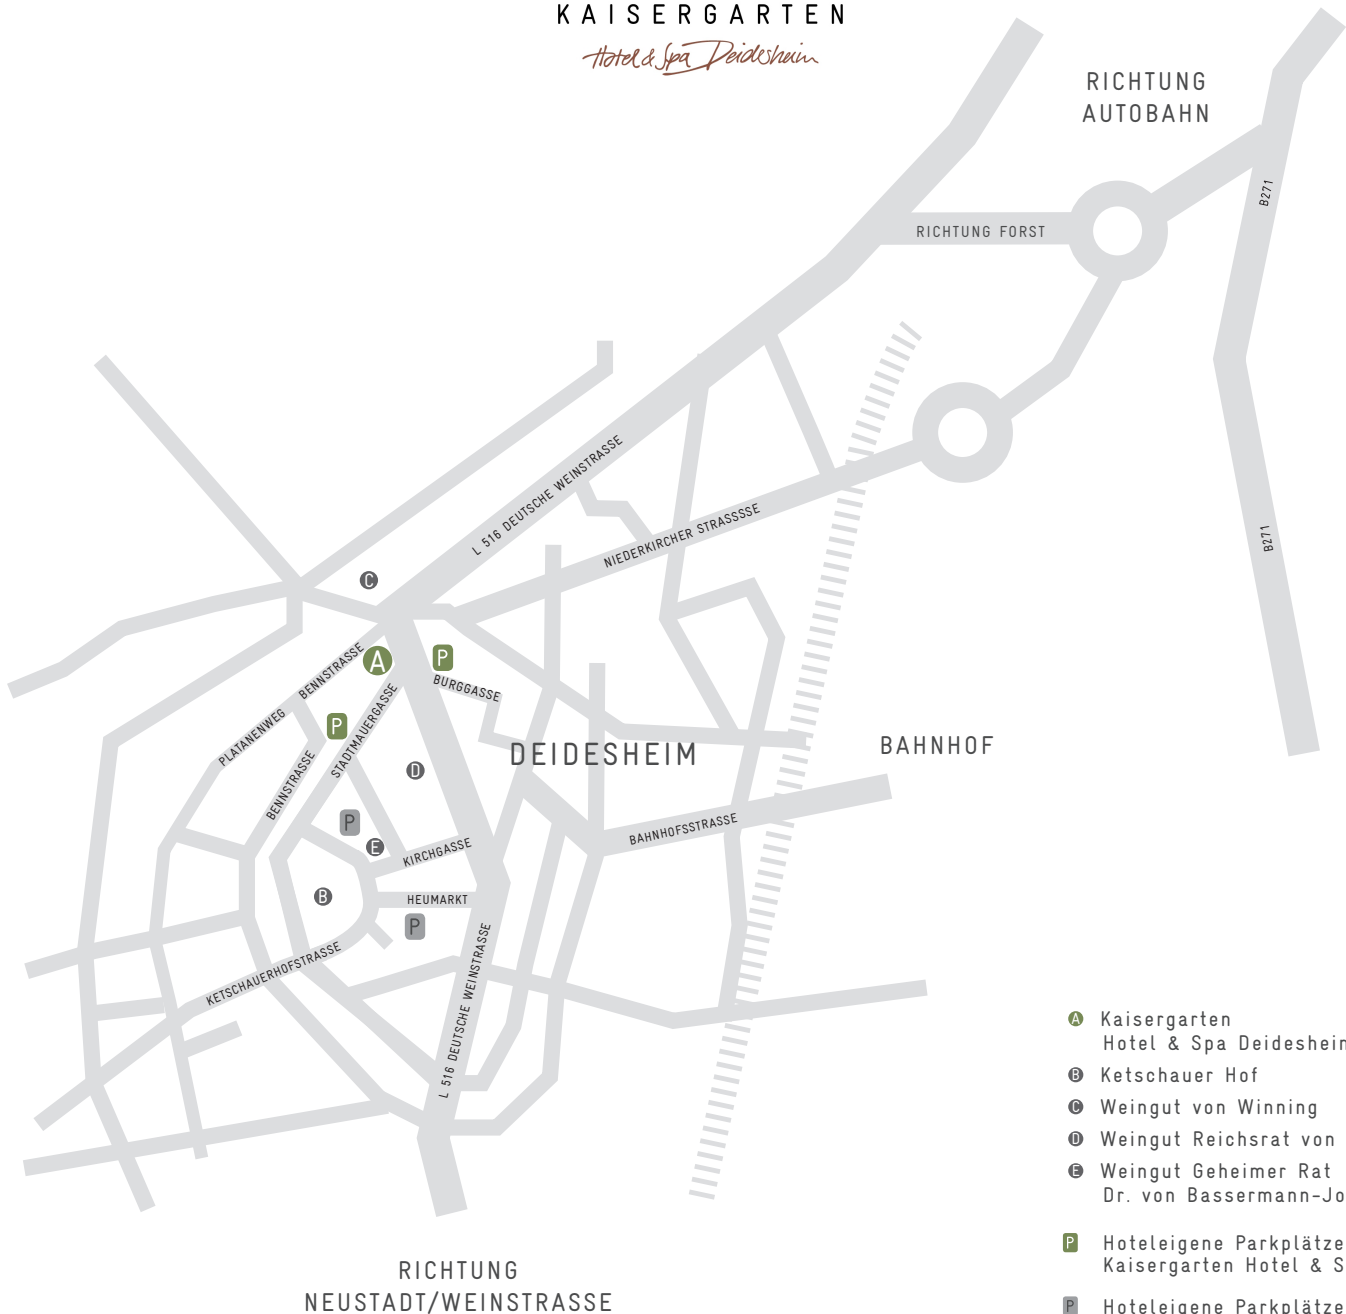 KAISERGARTEN
Hotel & Spa Deidesheim
RICHTUNG
AUTOBAHN
B271
RICHTUNG FORST
L 516 DEUTSCHE WEINSTRASSE
NIEDERKIRCHER STRASSSSE
B271
C
BENNSTRASSE
A
P
BURGGASSE
PLATANENWEG
P
STADTMAUERGASSE
DEIDESHEIM
BAHNHOF
BENNSTRASSE
D
P
E
KIRCHGASSE
BAHNHOFSSTRASSE
B
HEUMARKT
P
KETSCHAUERHOFSTRASSE
L 516 DEUTSCHE WEINSTRASSE
A Kaisergarten
Hotel & Spa Deidesheim
B Ketschauer Hof
C Weingut von Winning
D Weingut Reichsrat von
E Weingut Geheimer Rat
Dr. von Bassermann-Jo
P Hoteleigene Parkplätze
Kaisergarten Hotel & S
P Hoteleigene Parkplätze
RICHTUNG
NEUSTADT/WEINSTRASSE